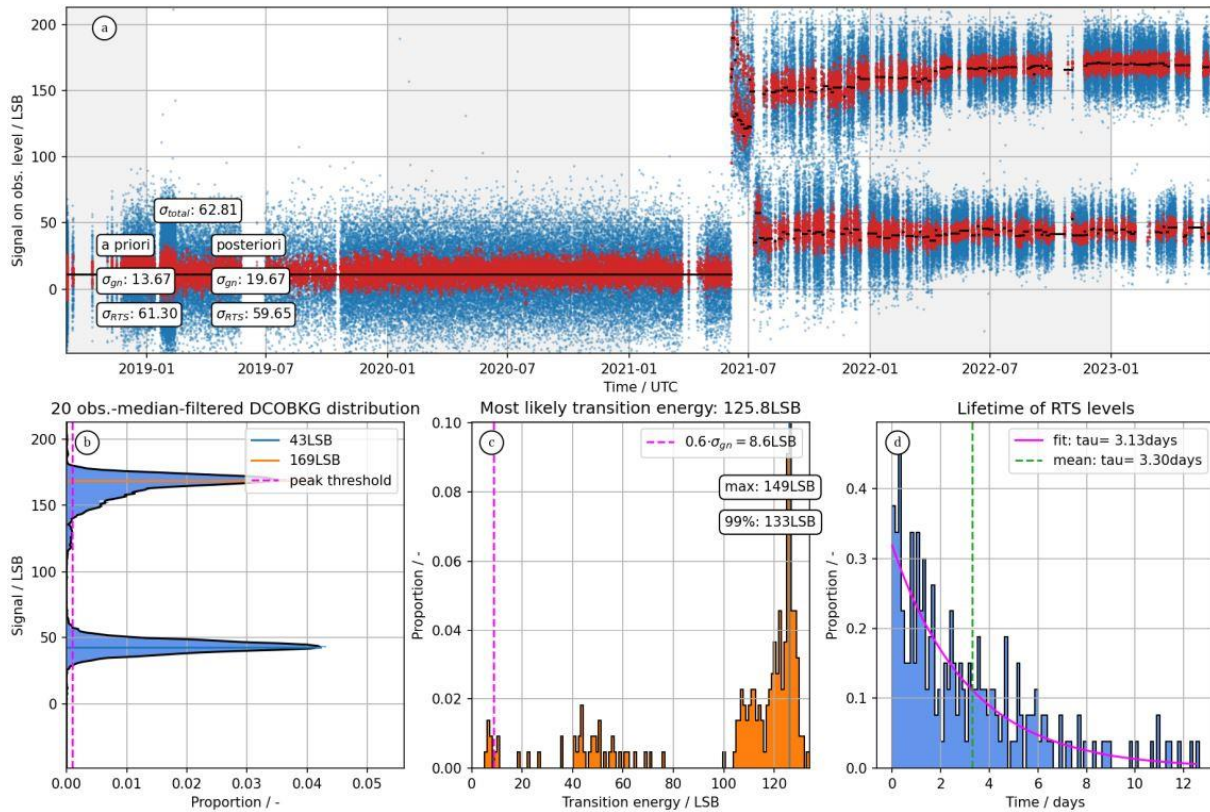 a
Signal on obs. level / LSB
200
150
100
50
0
σtotal: 62.81
a priori
posteriori
σgn: 13.67
σgn: 19.67
σRTS: 61.30
σRTS: 59.65
2019-01
2019-07
2020-01
2020-07
2021-01
2021-07
2022-01
2022-07
2023-01
Time / UTC
20 obs.-median-filtered DCOBKG distribution
b
43LSB
169LSB
peak threshold
Signal / LSB
200
150
100
50
0
0.00
0.01
0.02
0.03
0.04
0.05
Proportion / -
Most likely transition energy: 125.8LSB
c
0.6·σgn = 8.6LSB
max: 149LSB
99%: 133LSB
Proportion / -
0.10
0.08
0.06
0.04
0.02
0.00
0
20
40
60
80
100
120
Transition energy / LSB
Lifetime of RTS levels
d
fit: tau= 3.13days
mean: tau= 3.30days
Proportion / -
0.4
0.3
0.2
0.1
0.0
0
2
4
6
8
10
12
Time / days